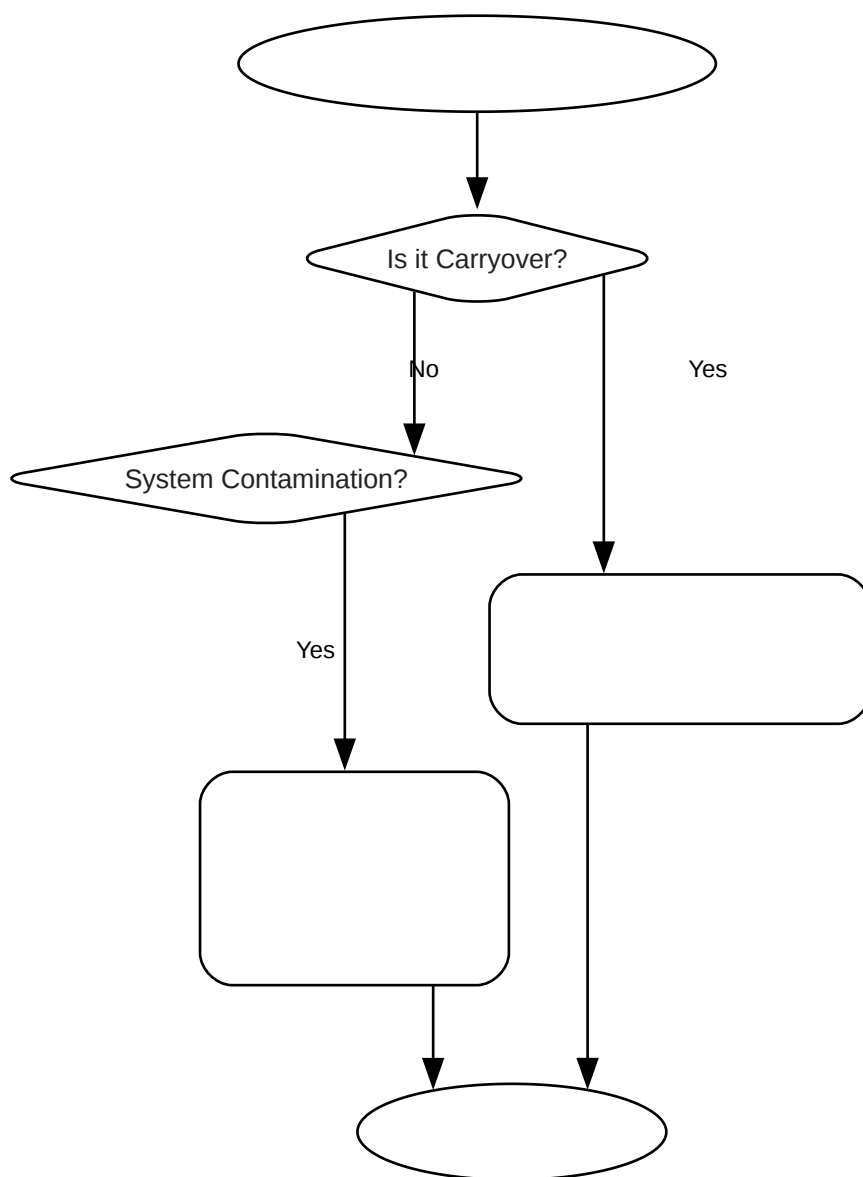 Is it Carryover?
No
Yes
System Contamination?
Yes